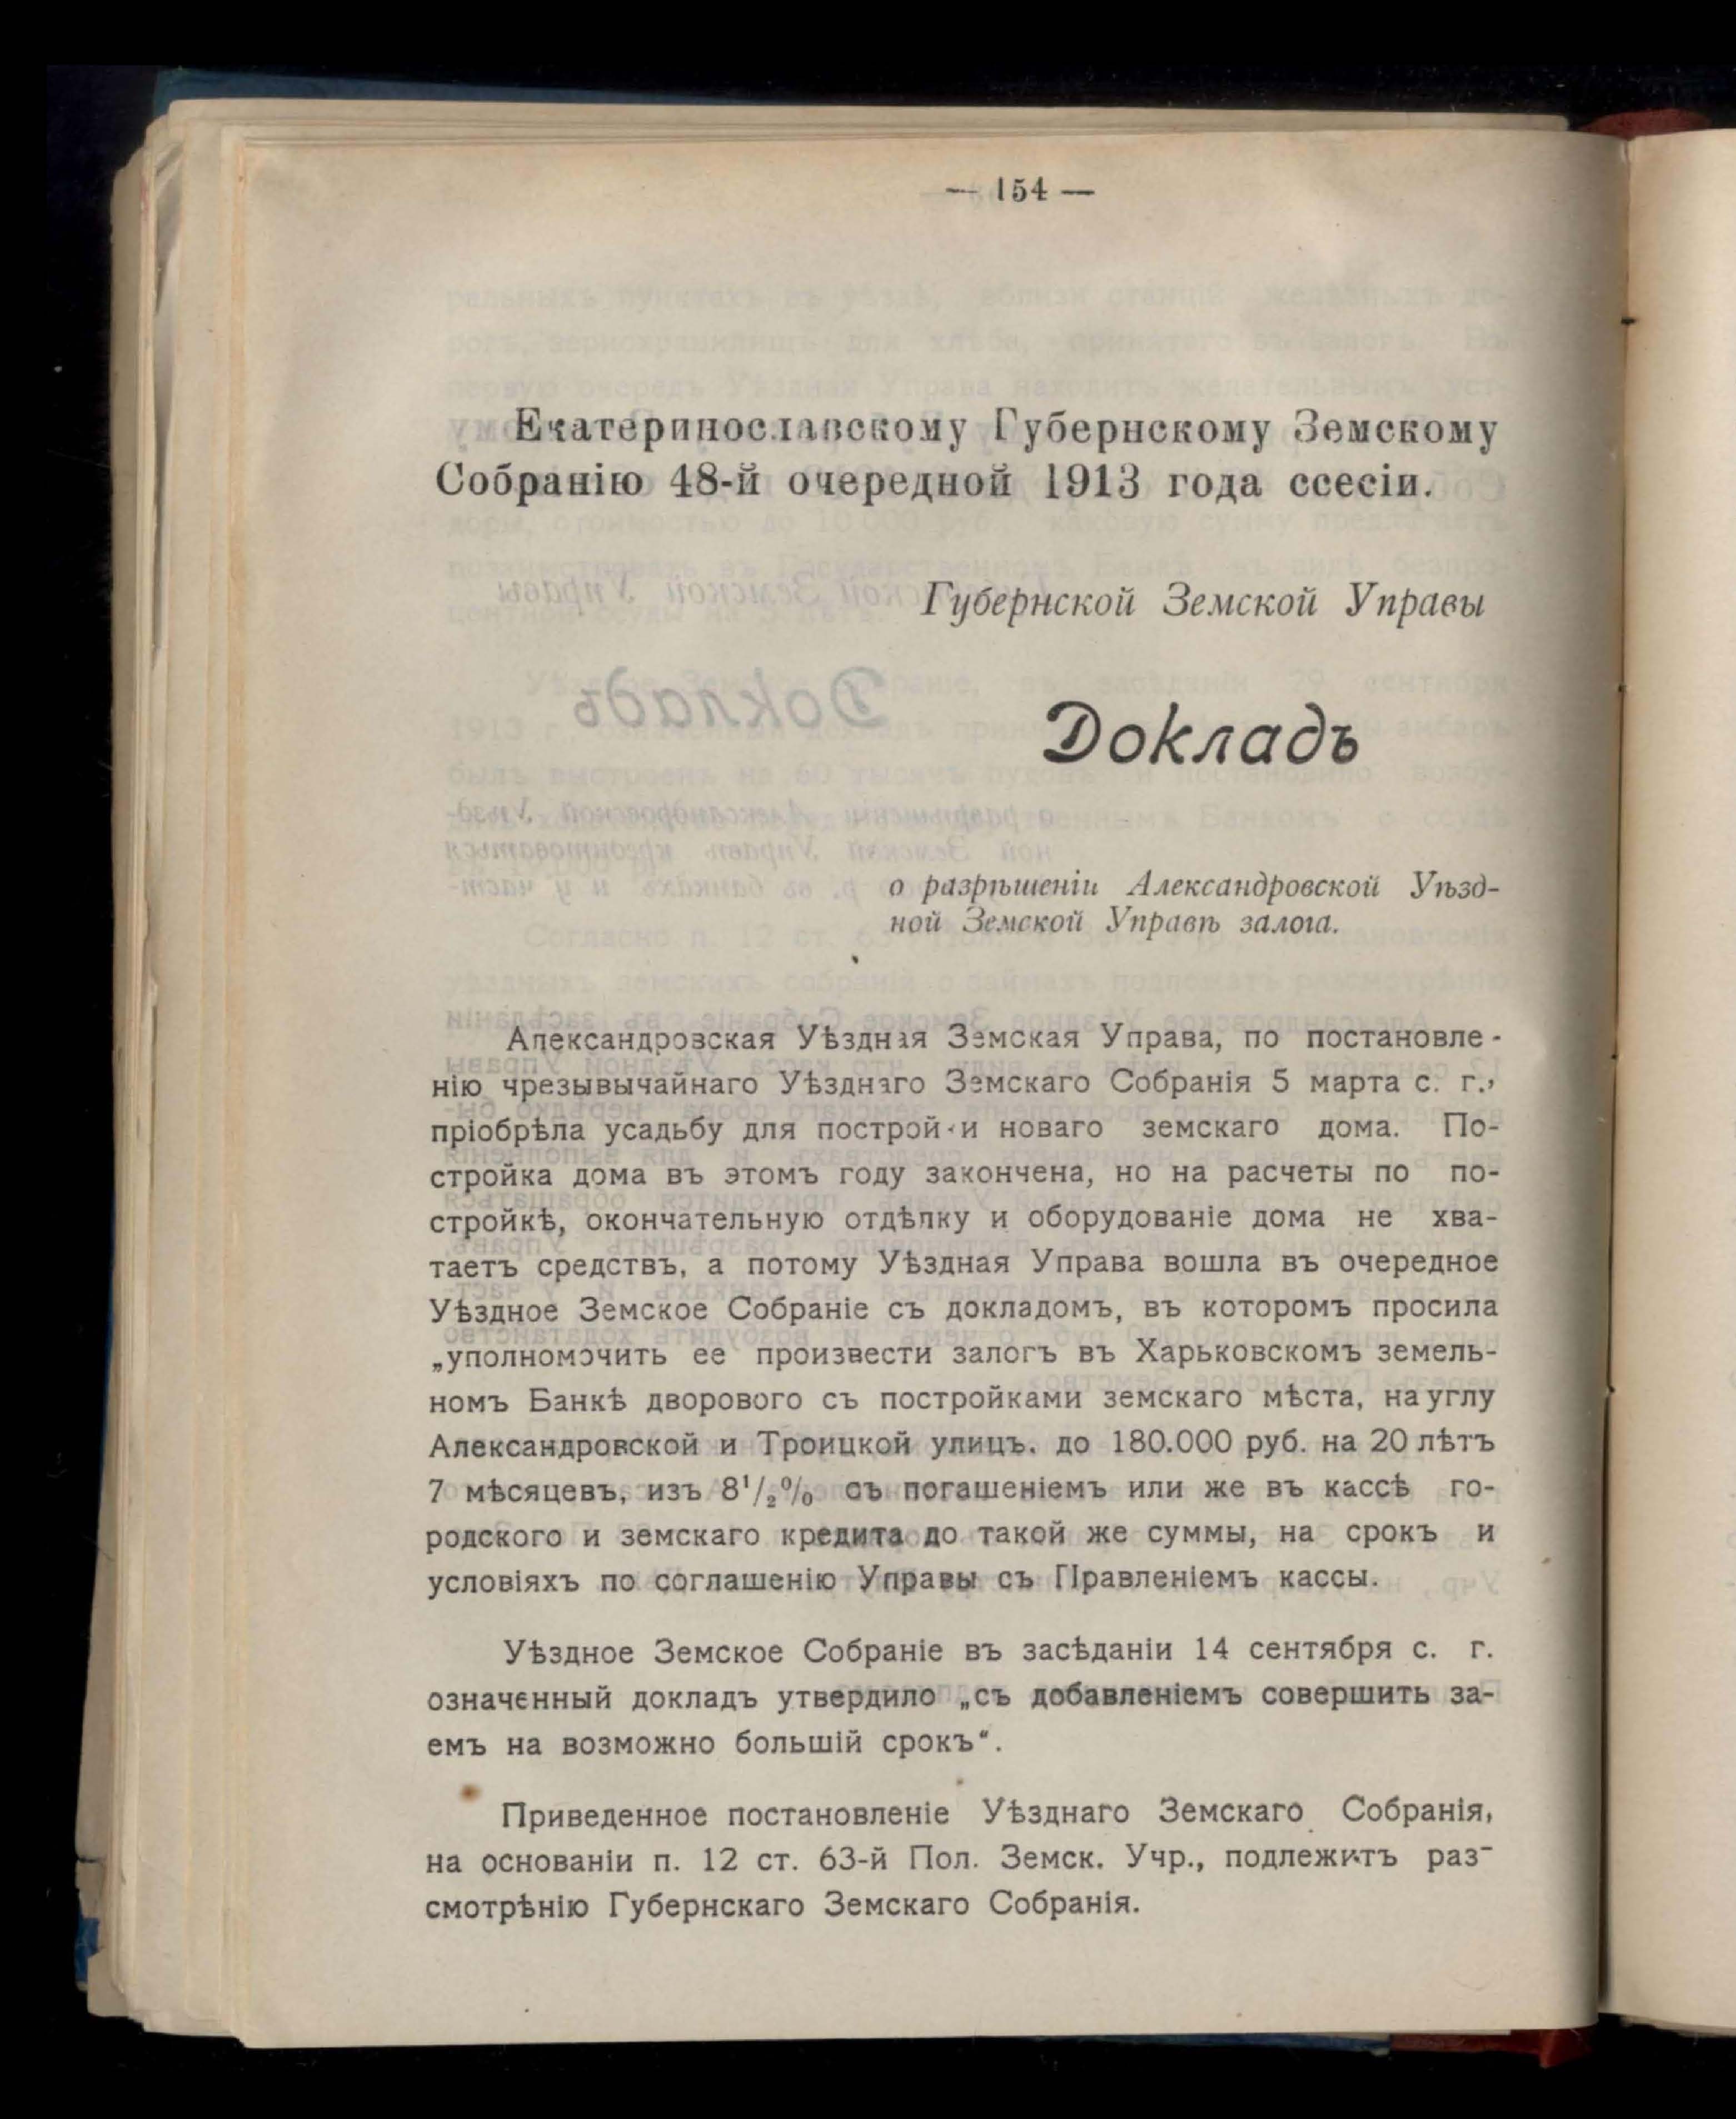 — 154 —
Екатеринославскому Губернскому Земскому
Собранію 48-й очередной 1913 года ссесіи.
Губернской Земской Управы
Докладъ
о разрѣшеніи Александровской Уѣзд-
ной Земской Управѣ залога.
Александровская Уѣздная Земская Управа, по постановле-
нію чрезывычайнаго Уѣзднаго Земскаго Собранія 5 марта с. г.,
пріобрѣла усадьбу для постройки новаго земскаго дома. По-
стройка дома въ этомъ году закончена, но на расчеты по по-
стройкѣ, окончательную отдѣлку и оборудованіе дома не хва-
таетъ средствъ, а потому Уѣздная Управа вошла въ очередное
Уѣздное Земское Собраніе съ докладомъ, въ которомъ просила
„уполномочить ее произвести залогъ въ Харьковскомъ земель-
номъ Банкѣ дворового съ постройками земскаго мѣста, на углу
Александровской и Троицкой улицъ. до 180.000 руб. на 20 лѣтъ
7 мѣсяцевъ, изъ 8¹/₂⁰/₀ съ погашеніемъ или же въ кассѣ го-
родского и земскаго кредита до такой же суммы, на срокъ и
условіяхъ по соглашенію Управы съ Правленіемъ кассы.
Уѣздное Земское Собраніе въ засѣданіи 14 сентября с. г.
означенный докладъ утвердило „съ добавленіемъ совершить за-
емъ на возможно большій срокъ“.
Приведенное постановленіе Уѣзднаго Земскаго Собранія,
на основаніи п. 12 ст. 63-й Пол. Земск. Учр., подлежитъ раз-
смотрѣнію Губернскаго Земскаго Собранія.